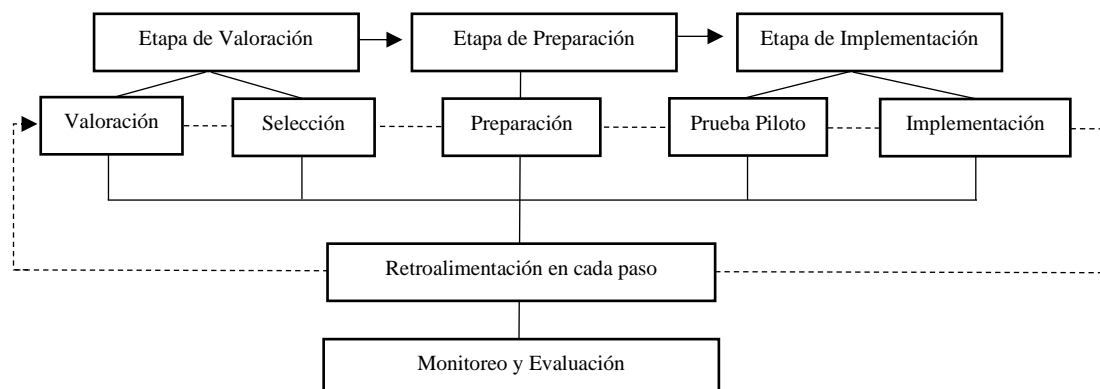 Etapa de Valoración
Etapa de Preparación
Etapa de Implementación
Valoración
Selección
Preparación
Prueba Piloto
Implementación
Retroalimentación en cada paso
Monitoreo y Evaluación